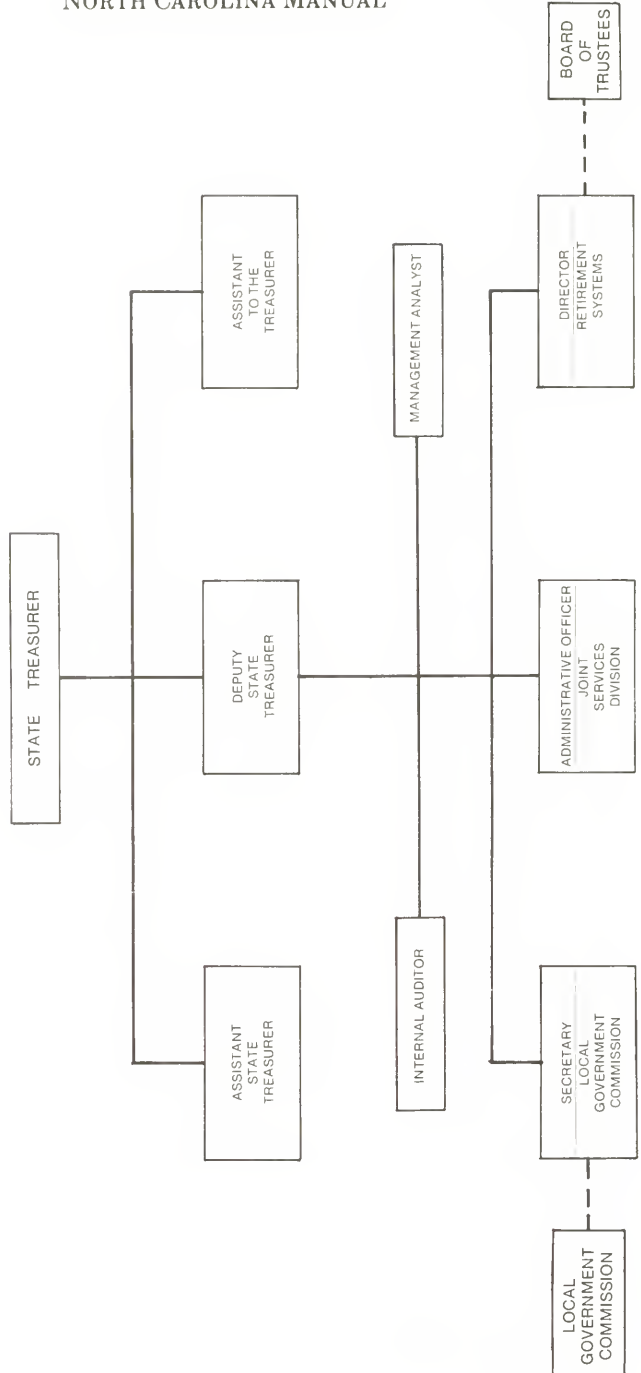 NORTH CAROLINA MANUAL
STATE TREASURER
ASSISTANT
STATE
TREASURER
DEPUTY
STATE
TREASURER
ASSISTANT
TO THE
TREASURER
INTERNAL AUDITOR
MANAGEMENT ANALYST
LOCAL
GOVERNMENT
COMMISSION
SECRETARY
LOCAL
GOVERNMENT
COMMISSION
ADMINISTRATIVE OFFICER
JOINT
SERVICES
DIVISION
DIRECTOR
RETIREMENT
SYSTEMS
BOARD
OF
TRUSTEES